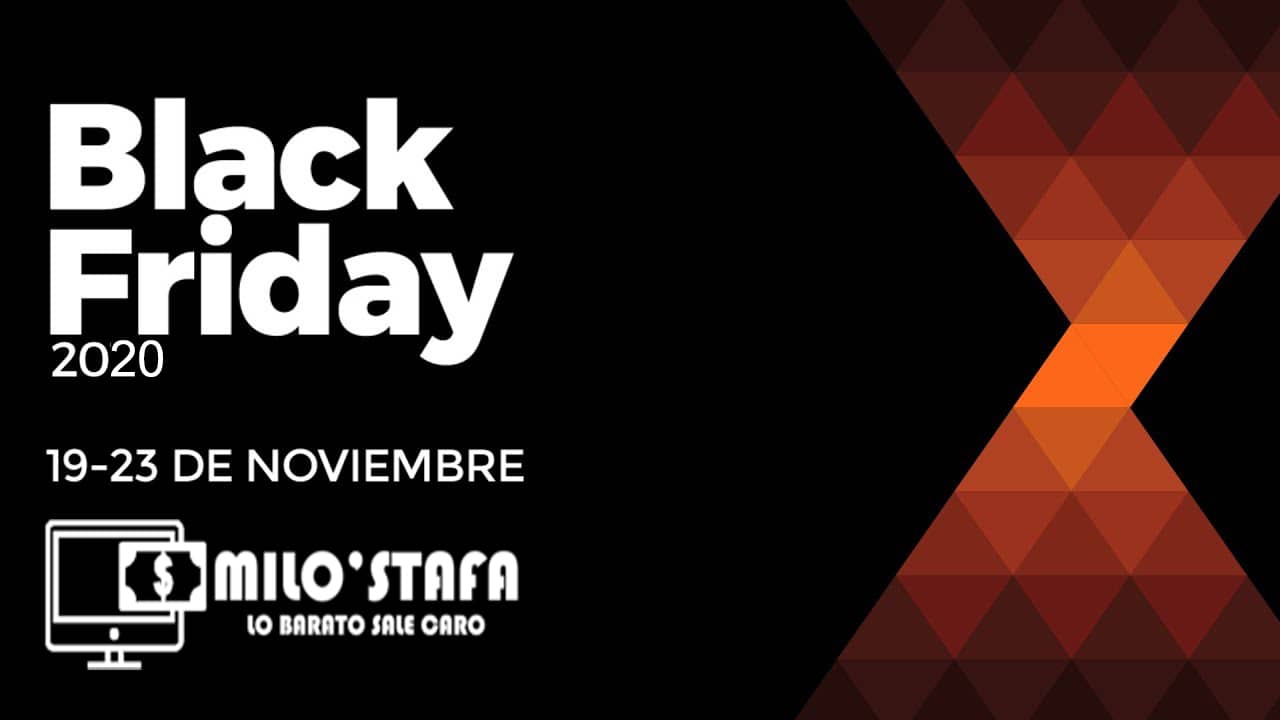 Black
Friday
2020
19-23 DE NOVIEMBRE
$
MILO'STAFA
LO BARATO SALE CARO